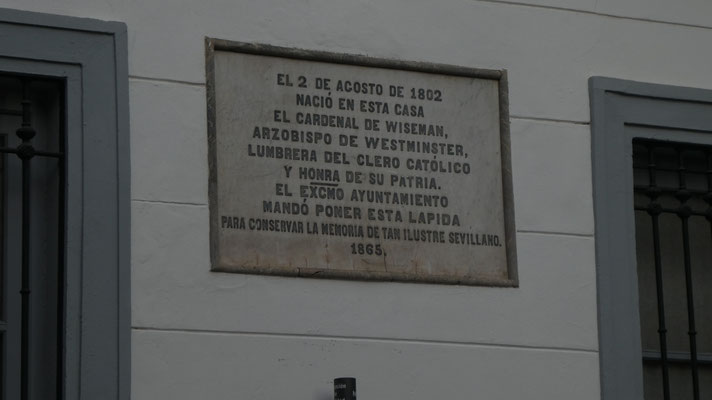 EL 2 DE AGOSTO DE 1802
NACIÓ EN ESTA CASA
EL CARDENAL DE WISEMAN,
ARZOBISPO DE WESTMINSTER,
LUMBRERA DEL CLERO CATÓLICO
Y HONRA DE SU PATRIA.
EL EXCMO AYUNTAMIENTO
MANDÓ PONER ESTA LAPIDA
PARA CONSERVAR LA MEMORIA DE TAN ILUSTRE SEVILLANO.
1865.